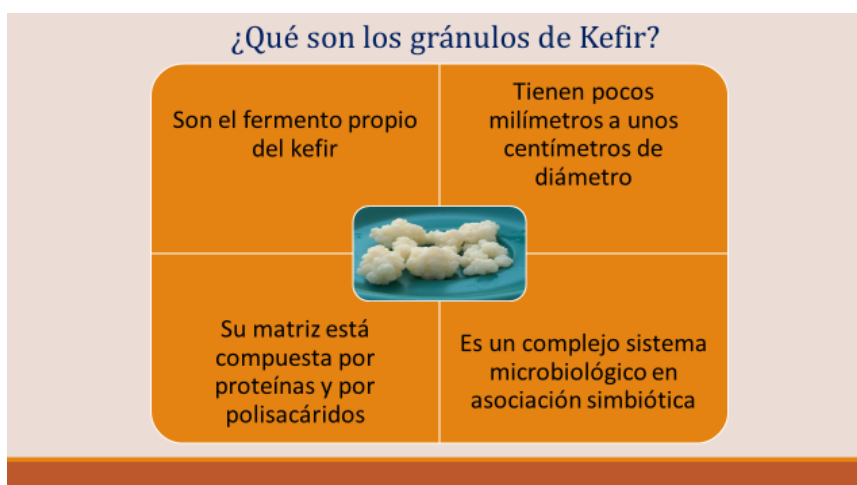 ¿Qué son los gránulos de Kefir?
Son el fermento propio
del kefir
Tienen pocos
milímetros a unos
centímetros de
diámetro
Su matriz está
compuesta por
proteínas y por
polisacáridos
Es un complejo sistema
microbiológico en
asociación simbiótica